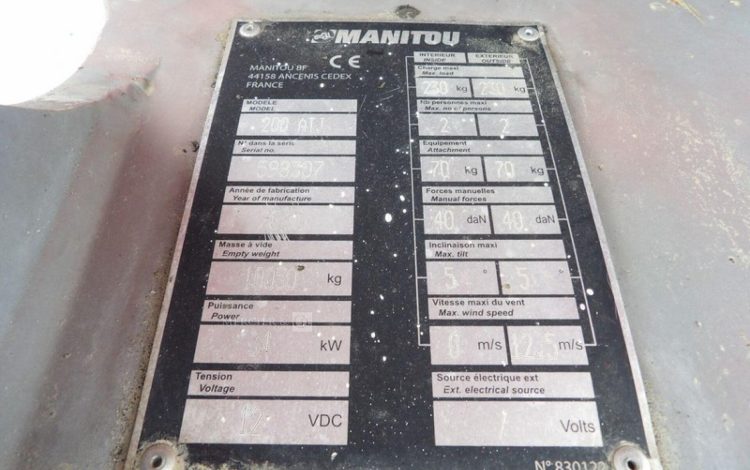 MANITOU
CE
MANITOU BF
44158 ANCENIS CEDEX
FRANCE
MODELE
MODEL
200 ATJ
N° dans la série
Serial no.
Année de fabrication
Year of manufacture
Masse à vide
Empty weight
kg
Puissance
Power
kW
Tension
Voltage
12 VDC
INTERIEUR EXTERIEUR
INSIDE OUTSIDE
Charge maxi
Max. load
230 kg 230 kg
Nb personnes maxi
Max. no of persons
2 2
Equipement
Attachment
70 kg 70 kg
Forces manuelles
Manual forces
40 daN 40 daN
Inclinaison maxi
Max. tilt
5 ° 5 °
Vitesse maxi du vent
Max. wind speed
0 m/s 12.5 m/s
Source électrique ext
Ext. electrical source
/ Volts
N° 830120